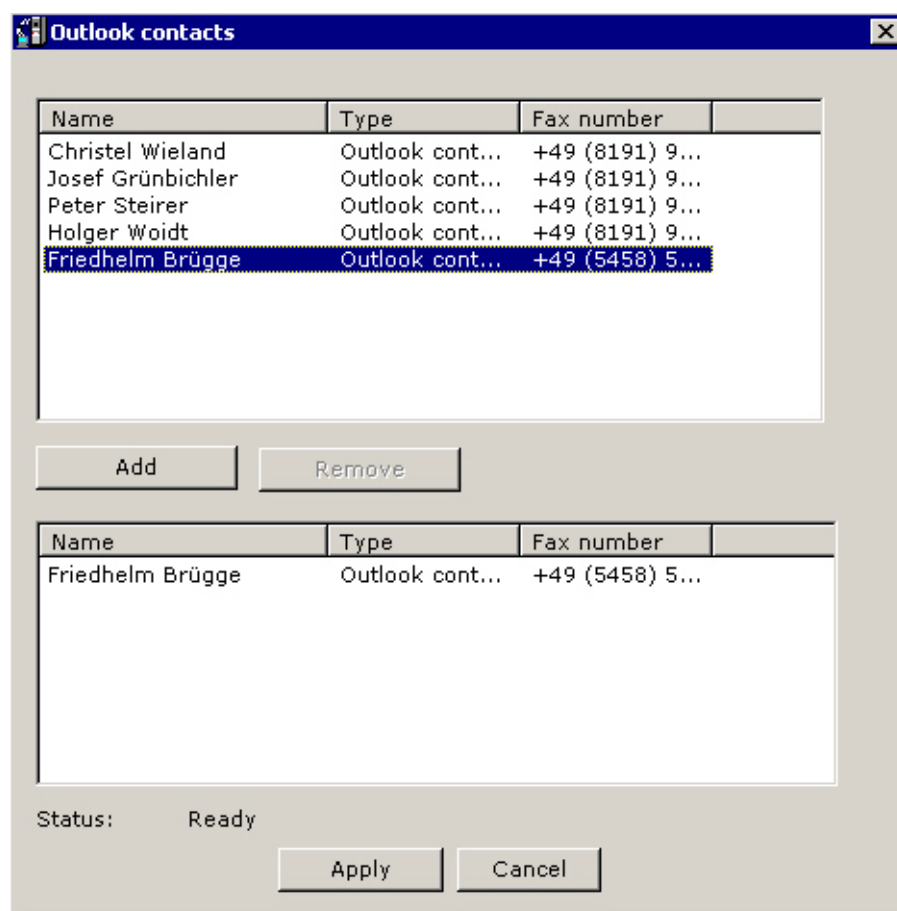 Outlook contacts
Name Type Fax number
Christel Wieland Outlook cont... +49 (8191) 9...
Josef Grünbichler Outlook cont... +49 (8191) 9...
Peter Steirer Outlook cont... +49 (8191) 9...
Holger Woidt Outlook cont... +49 (8191) 9...
Friedhelm Brügge Outlook cont... +49 (5458) 5...
Add Remove
Name Type Fax number
Friedhelm Brügge Outlook cont... +49 (5458) 5...
Status: Ready
Apply Cancel